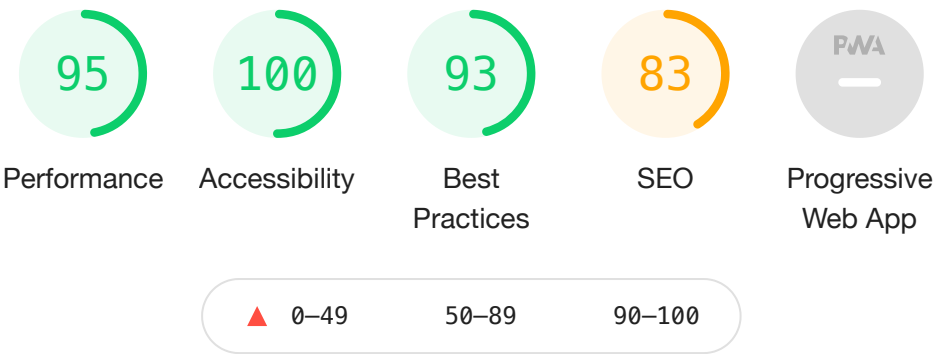 95 100 93 83 PWA
Performance Accessibility Best Practices SEO Progressive Web App
0–49 50–89 90–100